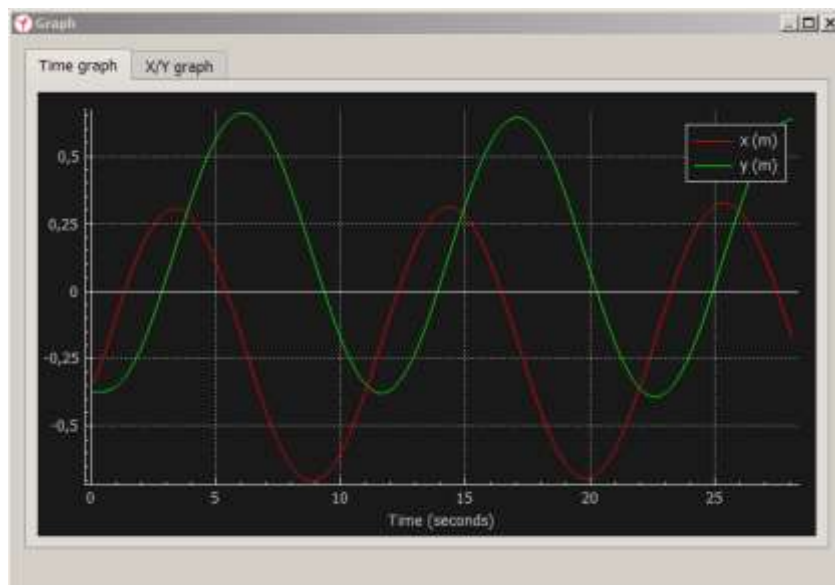 Graph
Time graph X/Y graph
x (m)
y (m)
0,5
0,25
0
-0,25
-0,5
0 5 10 15 20 25
Time (seconds)